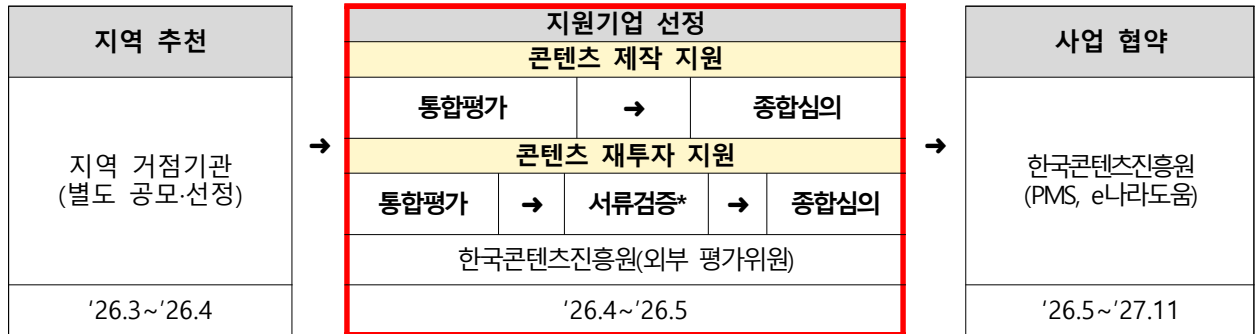 지역 추천
지역 거점기관
(별도 공모·선정)
'26.3~'26.4
➜
지원기업 선정
콘텐츠 제작 지원
통합평가 ➜ 종합심의
콘텐츠 재투자 지원
통합평가 ➜ 서류검증* ➜ 종합심의
한국콘텐츠진흥원(외부 평가위원)
'26.4~'26.5
➜
사업 협약
한국콘텐츠진흥원
(PMS, e나라도움)
'26.5~'27.11